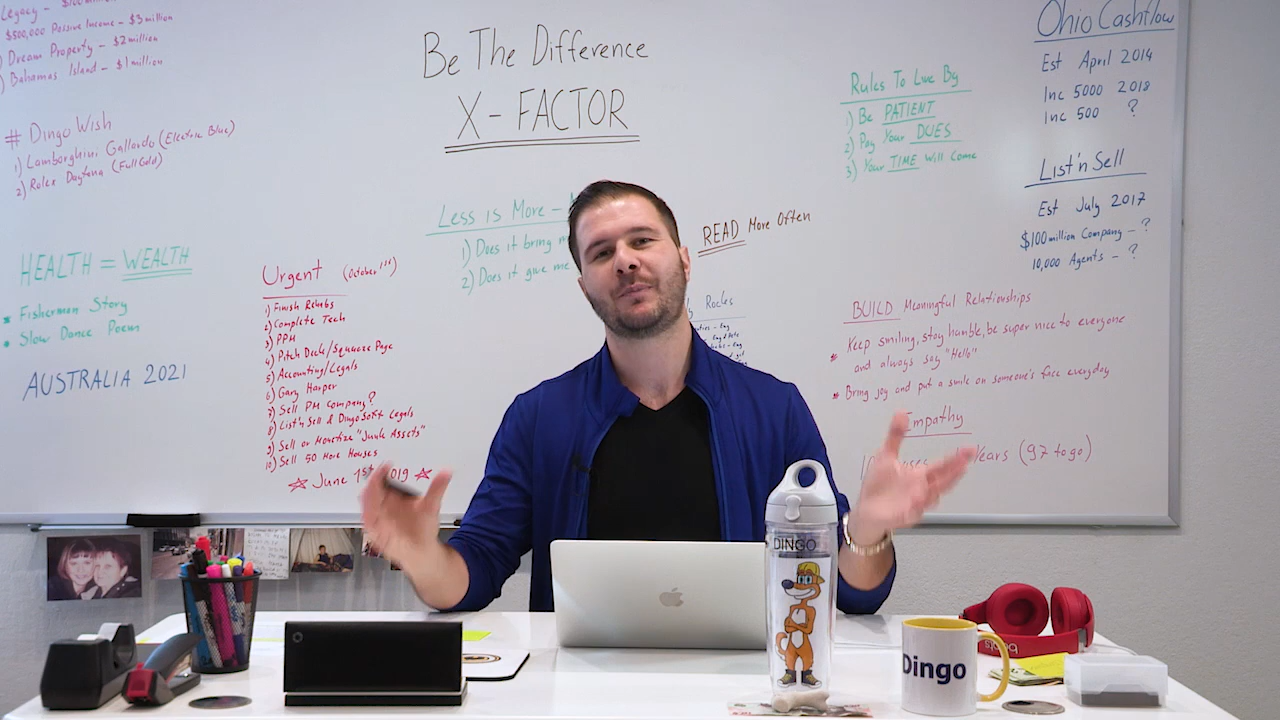 Legacy - $100
$500,000 Passive Income - $3 million
Dream Property - $2 million
Bahamas Island - $1 million
# Dingo Wish
1) Lamborghini Gallardo (Electric Blue)
2) Rolex Daytona (Full Gold)
HEALTH = WEALTH
Fishermen Story
Slow Dance Poem
AUSTRALIA 2021
Be The Difference
X-FACTOR
Urgent (October 1st)
1) Finish Rehabs
2) Complete Tech
3) PPM
4) Pitch Deck/Squeeze Page
5) Accounting/Legals
6) Gary Harper
7) Sell PM Company?
8) List'n Sell & DingoSoft Legals
9) Sell or Monetize "Junk Assets"
10) Sell 50 More Houses
June 1st 2019
Less is More -
1) Does it bring
2) Does it give me
READ More Often
Rocks
Rules To Live By
1) Be PATIENT
2) Pay Your DUES
3) Your TIME Will Come
Ohio Cashflow
Est April 2014
Inc 5000 2018
Inc 500 ?
List'n Sell
Est July 2017
$100million Company - ?
10,000 Agents - ?
BUILD Meaningful Relationships
* Keep smiling, stay humble, be super nice to everyone
and always say "Hello"
* Bring joy and put a smile on someone's face everyday
Empathy
Years (97 to go)
DINGO
Dingo
beats